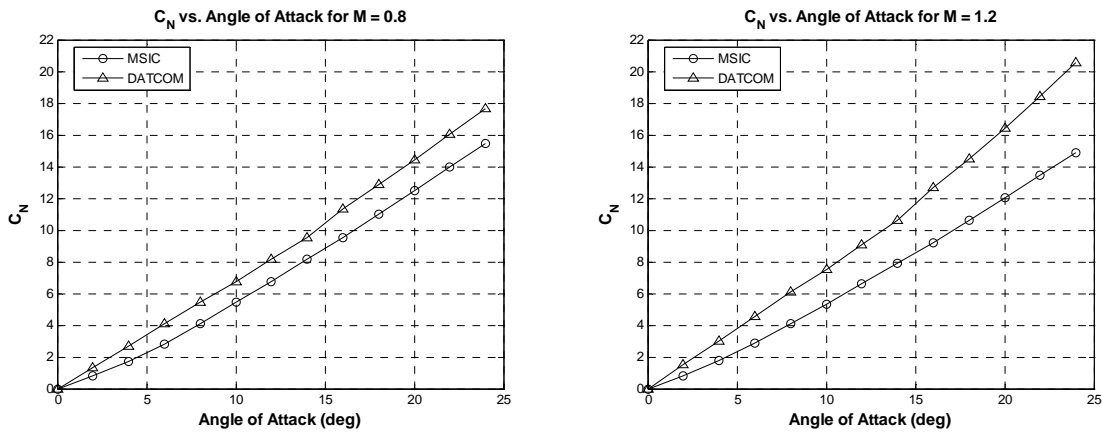 C_N vs. Angle of Attack for M = 0.8
22
20
18
16
14
12
10
8
6
4
2
0
C_N
MSIC
DATCOM
0 5 10 15 20 25
Angle of Attack (deg)
C_N vs. Angle of Attack for M = 1.2
22
20
18
16
14
12
10
8
6
4
2
0
C_N
MSIC
DATCOM
0 5 10 15 20 25
Angle of Attack (deg)